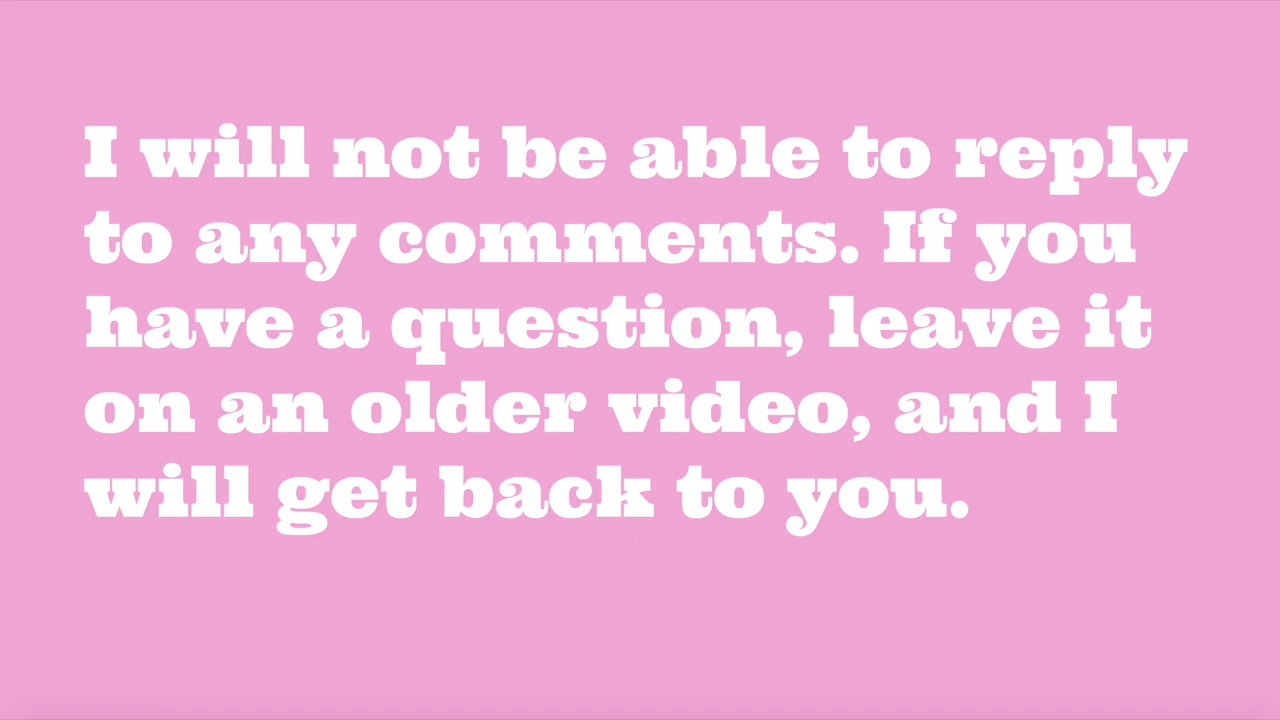 I will not be able to reply
to any comments. If you
have a question, leave it
on an older video, and I
will get back to you.